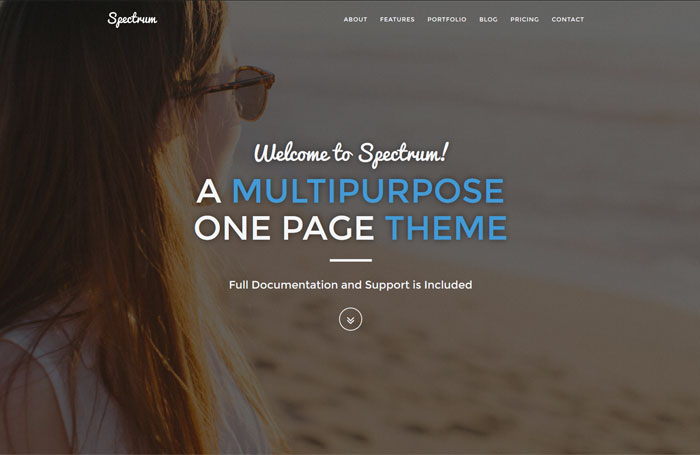 Spectrum
ABOUT FEATURES PORTFOLIO BLOG PRICING CONTACT
Welcome to Spectrum!
A MULTIPURPOSE
ONE PAGE THEME
Full Documentation and Support is Included